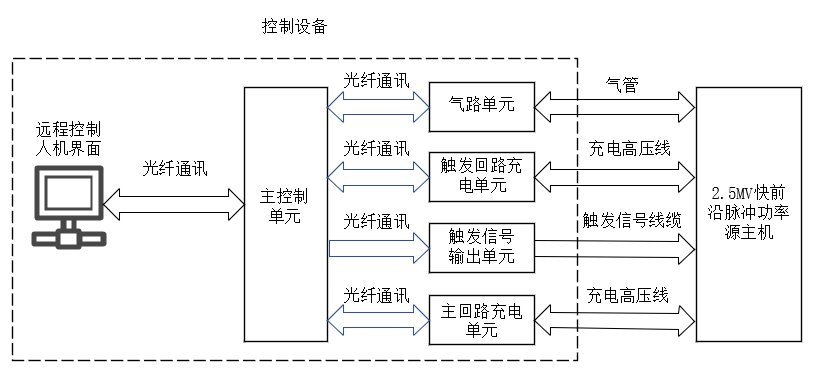 控制设备
远程控制
人机界面
光纤通讯
主控制
单元
光纤通讯
气路单元
气管
光纤通讯
触发回路充
电单元
充电高压线
光纤通讯
触发信号
输出单元
触发信号线缆
光纤通讯
主回路充电
单元
充电高压线
2.5MV快前
沿脉冲功率
源主机